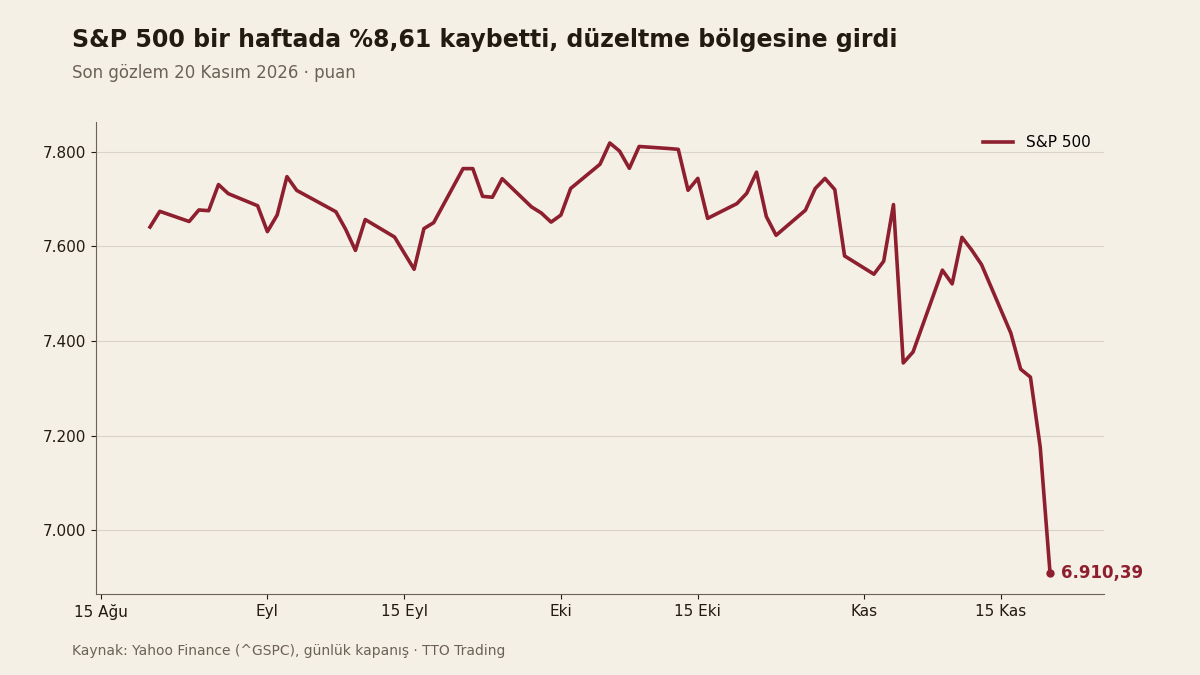 S&P 500 bir haftada %8,61 kaybetti, düzeltme bölgesine girdi
Son gözlem 20 Kasım 2026 · puan
S&P 500
7.800
7.600
7.400
7.200
7.000
6.910,39
15 Ağu
Eyl
15 Eyl
Eki
15 Eki
Kas
15 Kas
Kaynak: Yahoo Finance (^GSPC), günlük kapanış · TTO Trading